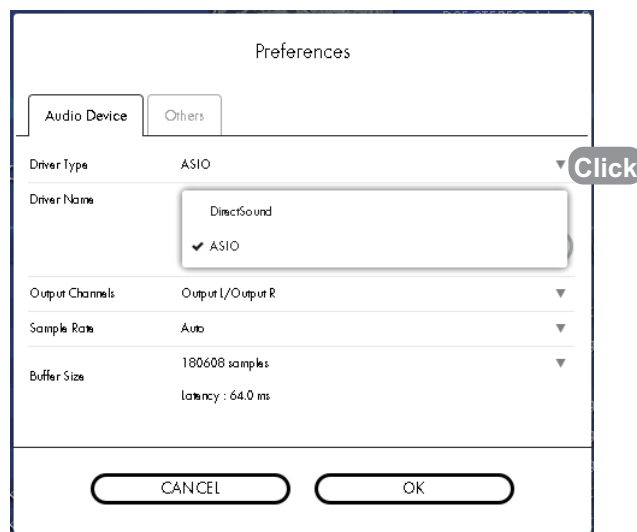 Preferences
Audio Device
Others
Driver Type
ASIO
Click
Driver Name
DirectSound
✔ ASIO
Output Channels
Output L/Output R
Sample Rate
Auto
Buffer Size
180608 samples
Latency : 64.0 ms
CANCEL
OK